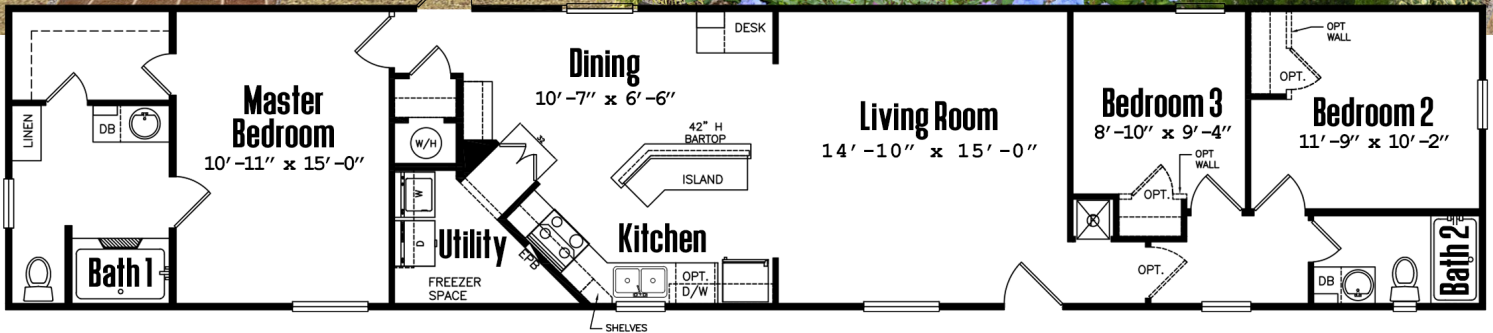 LINEN
DB
Bath 1
Master
Bedroom
10'-11" x 15'-0"
W/H
W
D
Utility
FREEZER
SPACE
Dining
10'-7" x 6'-6"
DESK
32
42" H
BARTOP
ISLAND
Kitchen
EPB
OPT.
D/W
SHELVES
Living Room
14'-10" x 15'-0"
Bedroom 3
8'-10" x 9'-4"
OPT
WALL
OPT.
OPT.
OPT
WALL
OPT.
Bedroom 2
11'-9" x 10'-2"
DB
Bath 2